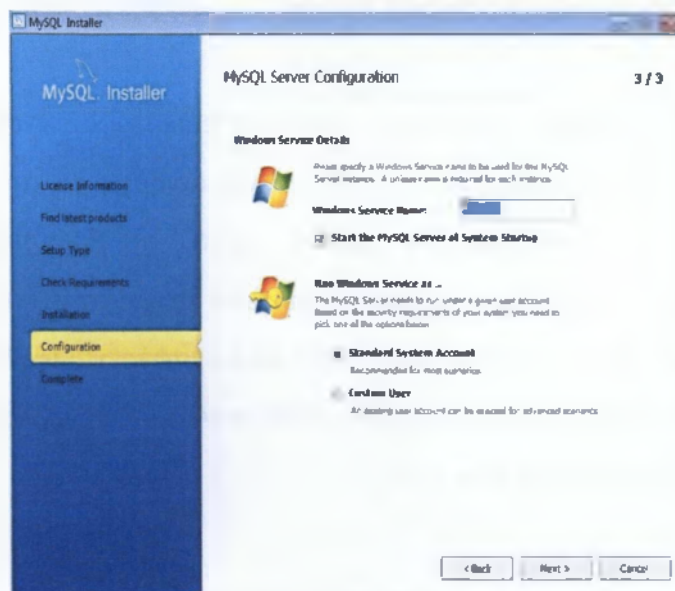 MySQL Installer
MySQL. Installer
MySQL Server Configuration
3 / 3
License Information
Find latest products
Setup Type
Check Requirements
Installation
Configuration
Complete
Windows Service Details
Please specify a Windows Service name to be used for the MySQL
Server instance. A unique name is required for each instance.
Windows Service Name:
Start the MySQL Server at System Startup
Run Windows Service as ...
The MySQL Server needs to run under a given user account
Based on the security requirements of your system you need to
pick one of the options below
Standard System Account
Recommended for most scenarios
Custom User
An existing user account can be selected for advanced scenarios
< Back
Next >
Cancel